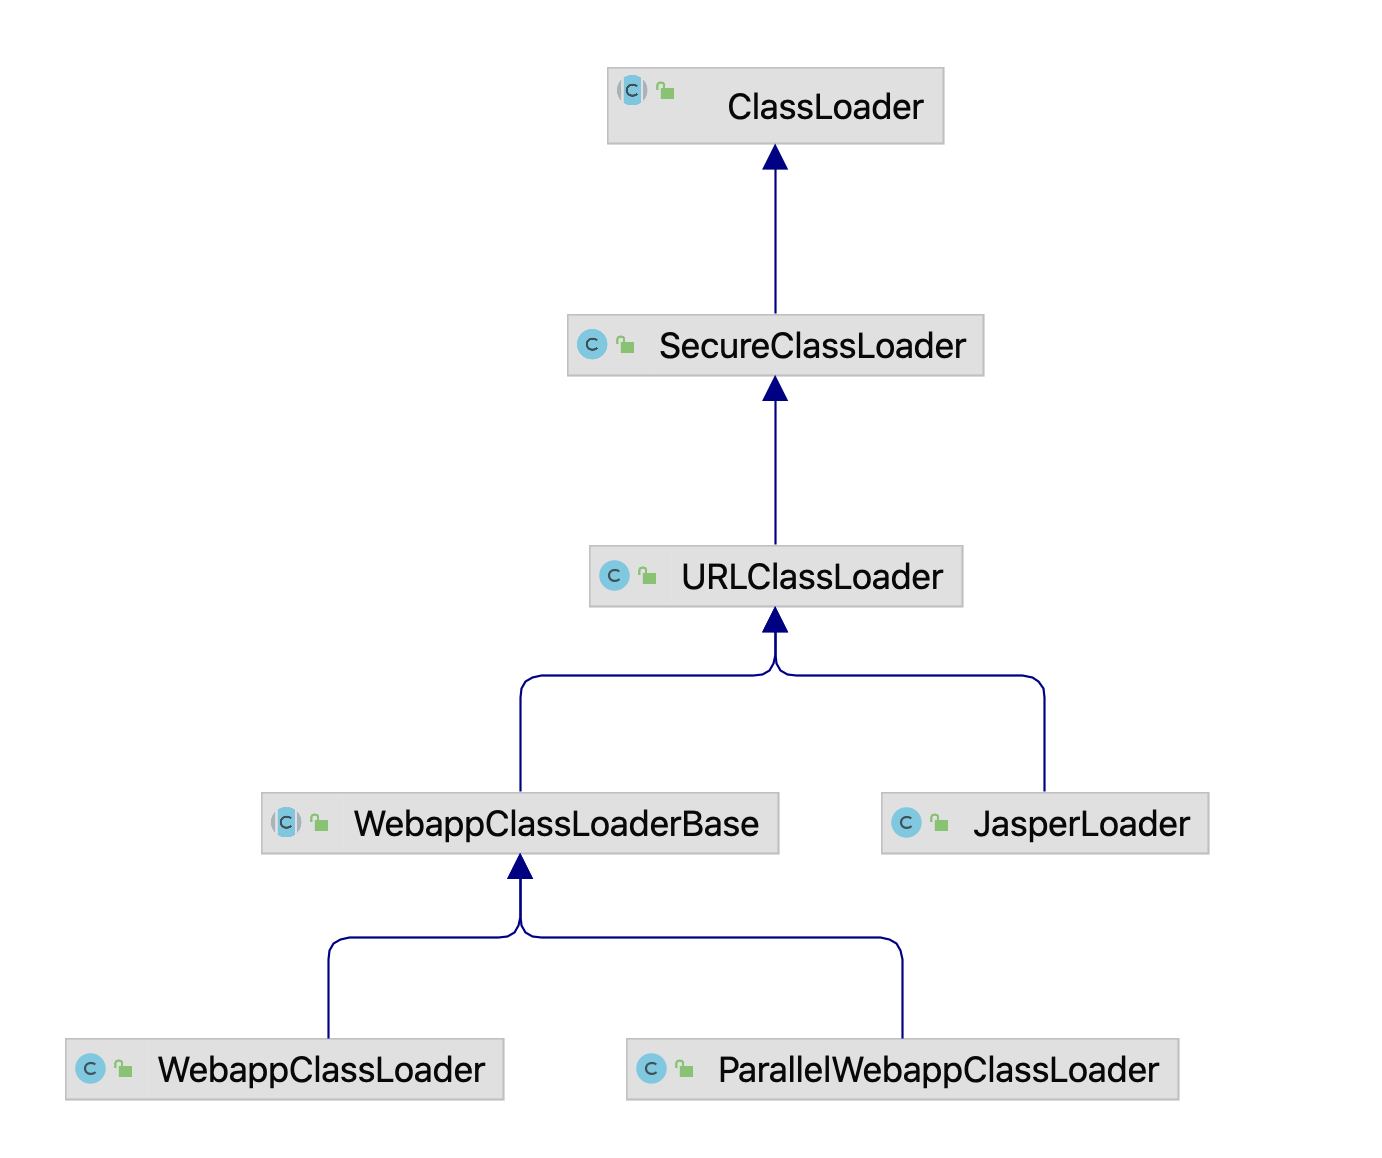 C ClassLoader
C SecureClassLoader
C URLClassLoader
C WebappClassLoaderBase
C JasperLoader
C WebappClassLoader
C ParallelWebappClassLoader